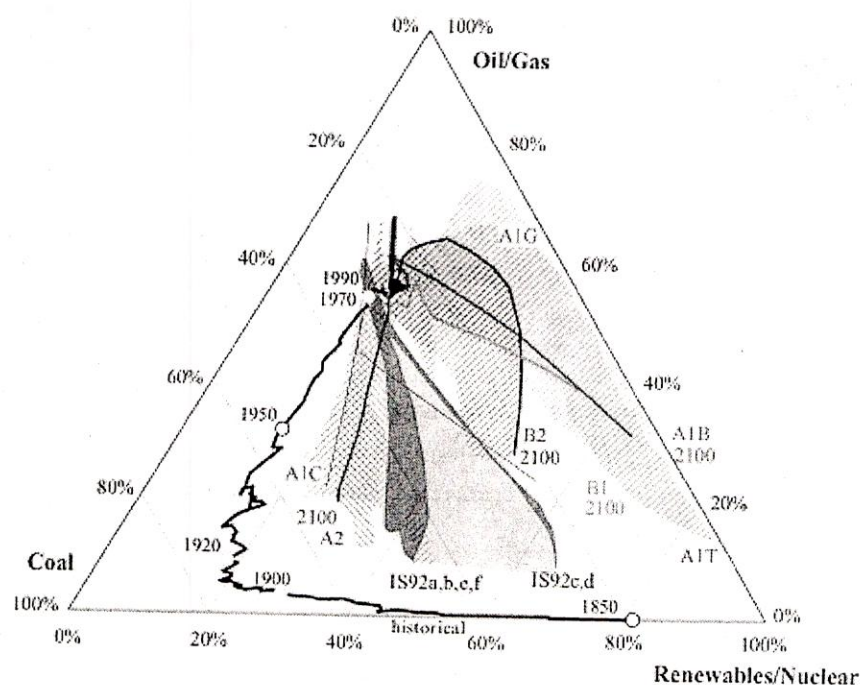 0% 100%
Oil/Gas
20% 80%
A1G
40% 60%
1990
1970
60% 40%
1950
A1B
2100
B2
2100
80% A1C B1
2100
20%
2100
A2
1920 A1T
Coal
IS92a,b,e,f IS92c,d
1900
1850
100% 0%
historical
0% 20% 40% 60% 80% 100%
Renewables/Nuclear